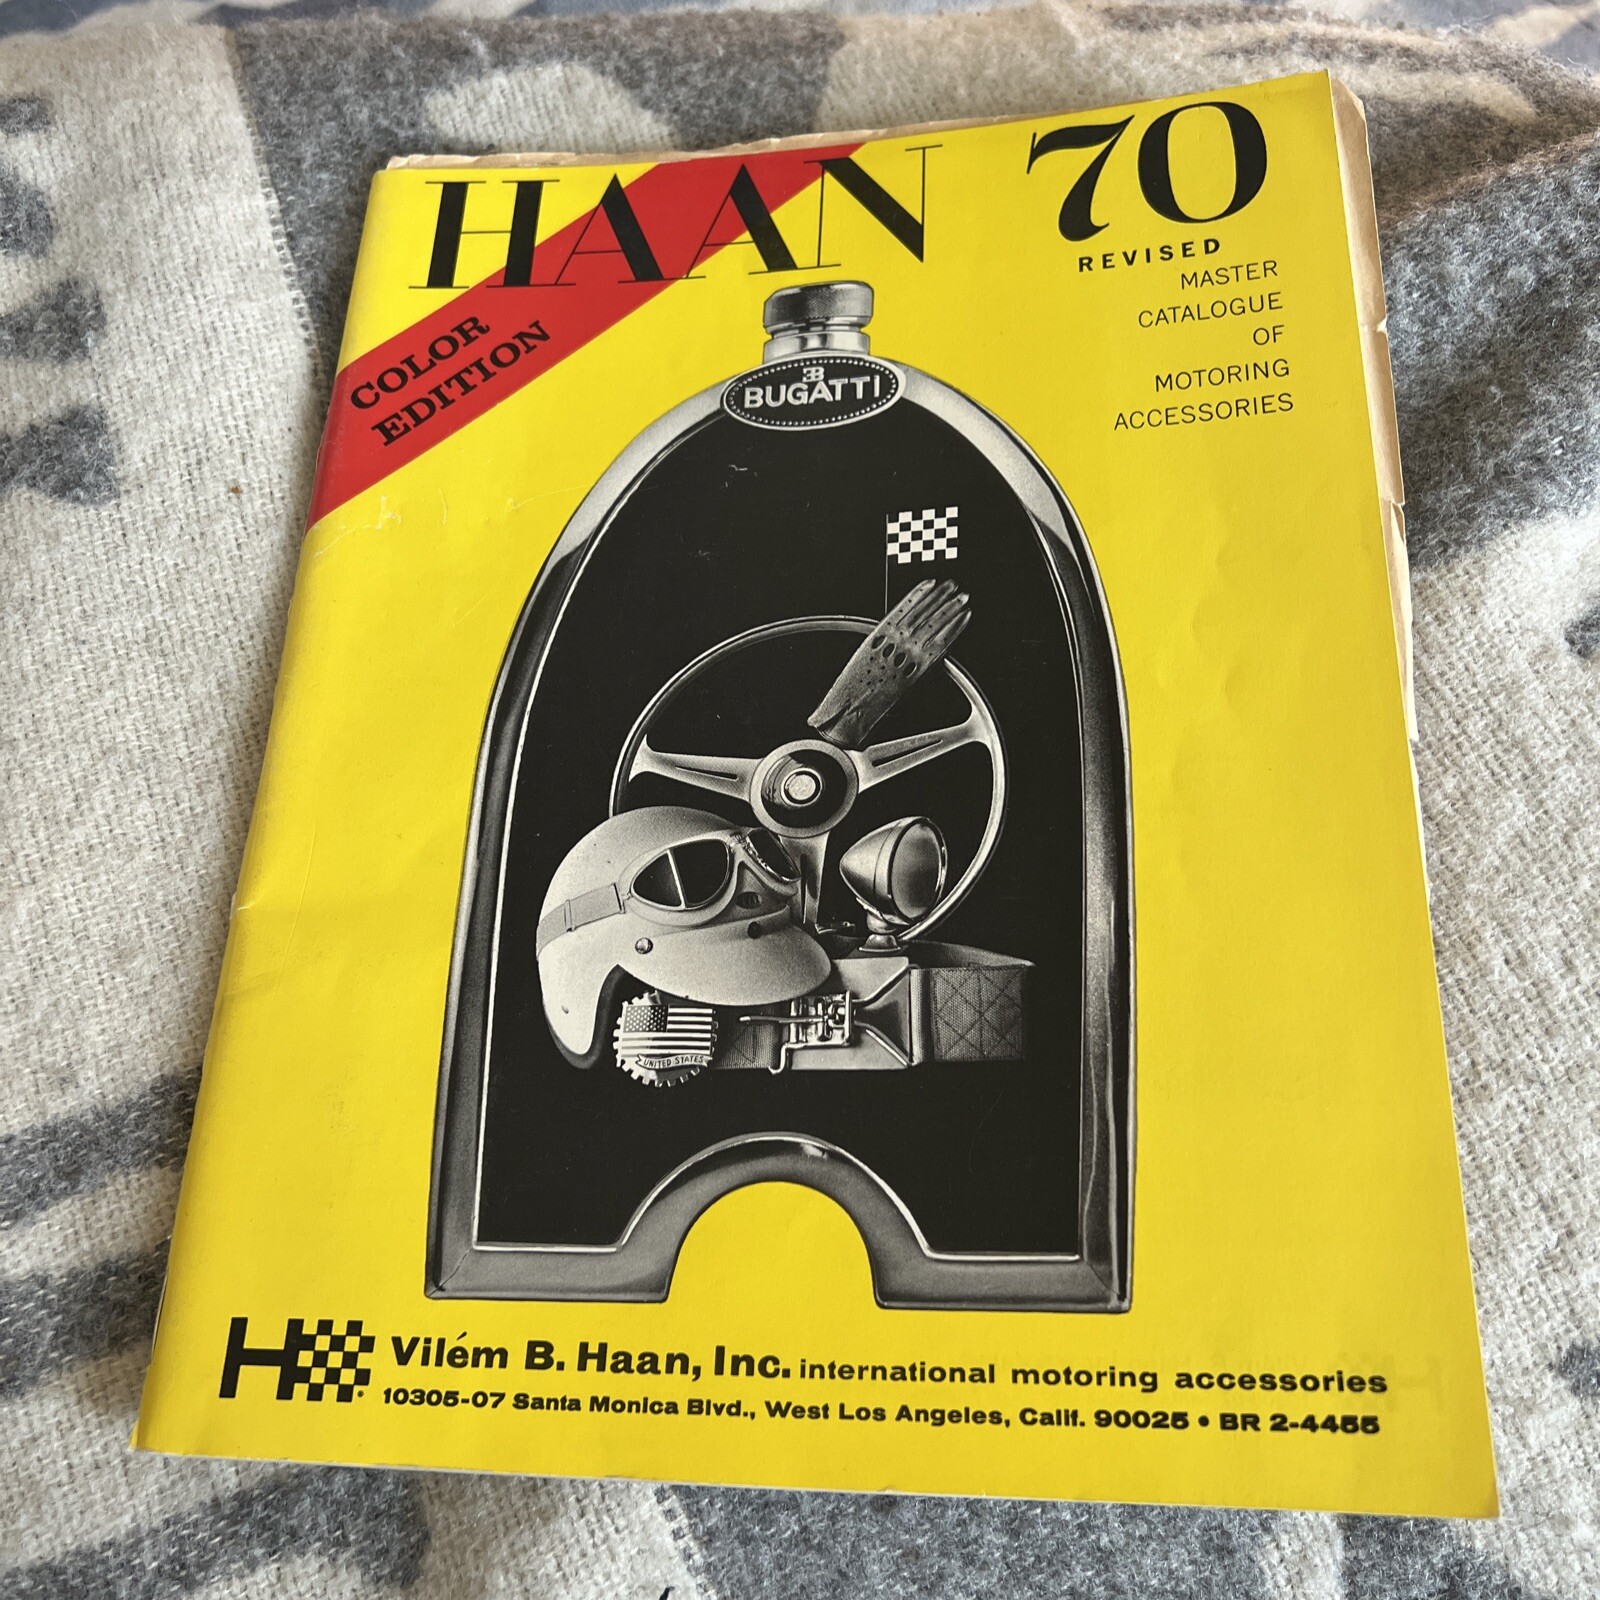 HAAN 70
REVISED
MASTER
CATALOGUE
OF
MOTORING
ACCESSORIES
COLOR
EDITION
EB
BUGATTI
UNITED STATES
H
Vilém B. Haan, Inc. international motoring accessories
10305-07 Santa Monica Blvd., West Los Angeles, Calif. 90025 • BR 2-4455